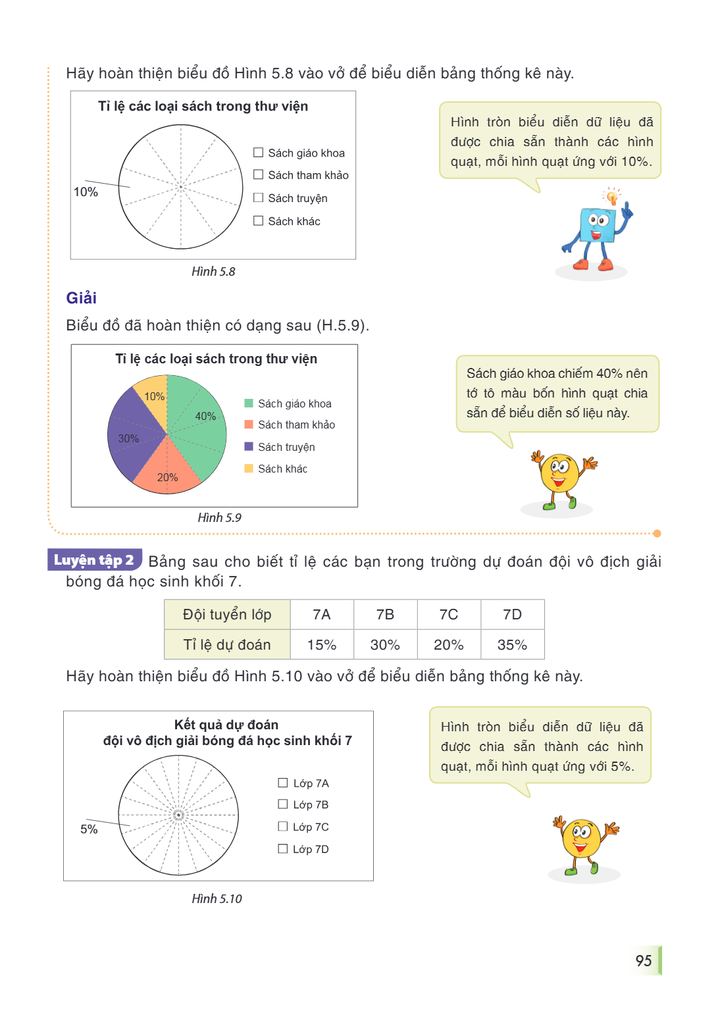 Hãy hoàn thiện biểu đồ Hình 5.8 vào vở để biểu diễn bảng thống kê này.
Tỉ lệ các loại sách trong thư viện
10%
Sách giáo khoa
Sách tham khảo
Sách truyện
Sách khác
Hình 5.8
Hình tròn biểu diễn dữ liệu đã
được chia sẵn thành các hình
quạt, mỗi hình quạt ứng với 10%.
Giải
Biểu đồ đã hoàn thiện có dạng sau (H.5.9).
Tỉ lệ các loại sách trong thư viện
10%
40%
30%
20%
Sách giáo khoa
Sách tham khảo
Sách truyện
Sách khác
Hình 5.9
Sách giáo khoa chiếm 40% nên
tớ tô màu bốn hình quạt chia
sẵn để biểu diễn số liệu này.
Luyện tập 2 Bảng sau cho biết tỉ lệ các bạn trong trường dự đoán đội vô địch giải
bóng đá học sinh khối 7.
Đội tuyển lớp 7A 7B 7C 7D
Tỉ lệ dự đoán 15% 30% 20% 35%
Hãy hoàn thiện biểu đồ Hình 5.10 vào vở để biểu diễn bảng thống kê này.
Kết quả dự đoán
đội vô địch giải bóng đá học sinh khối 7
5%
Lớp 7A
Lớp 7B
Lớp 7C
Lớp 7D
Hình 5.10
Hình tròn biểu diễn dữ liệu đã
được chia sẵn thành các hình
quạt, mỗi hình quạt ứng với 5%.
95